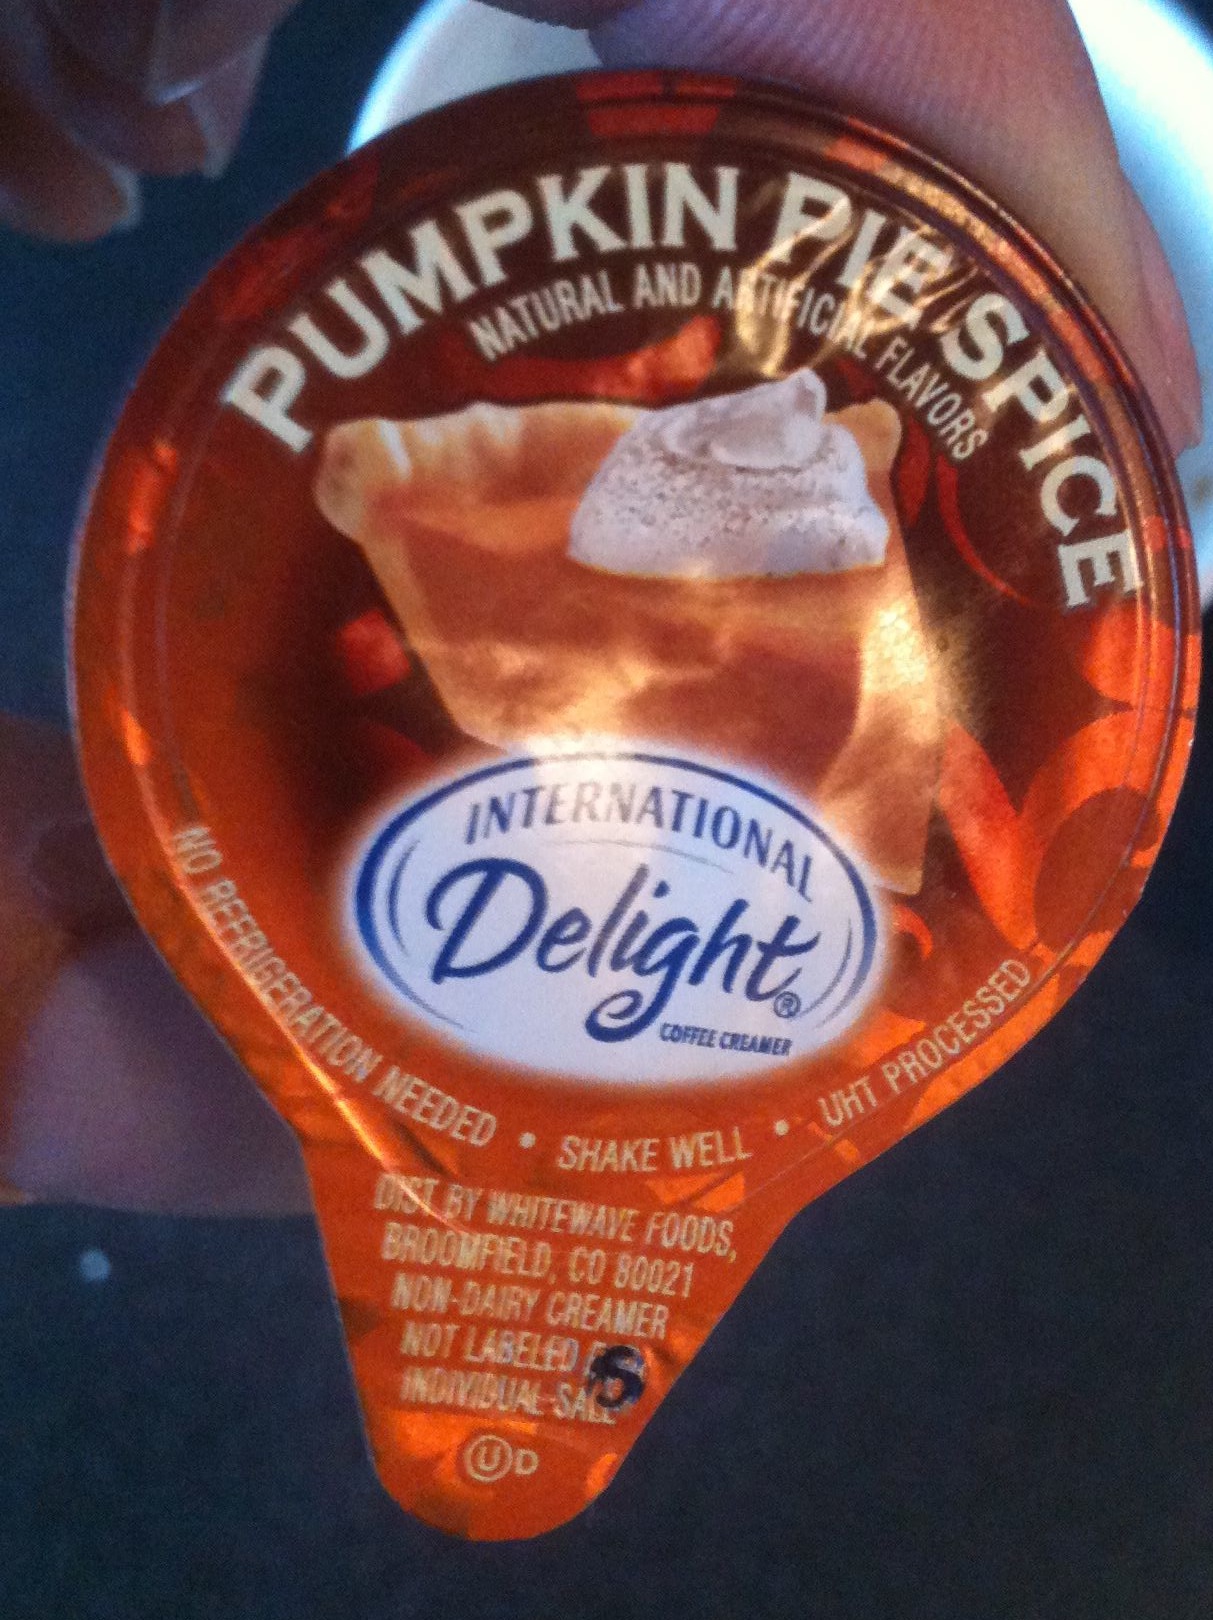 PUMPKIN PIE SPICE
NATURAL AND ARTIFICIAL FLAVORS
INTERNATIONAL
Delight®
COFFEE CREAMER
NO REFRIGERATION NEEDED • SHAKE WELL • UHT PROCESSED
DIST BY WHITEWAVE FOODS,
BROOMFIELD, CO 80021
NON-DAIRY CREAMER
NOT LABELED
INDIVIDUAL SALE
6
Ⓤ D